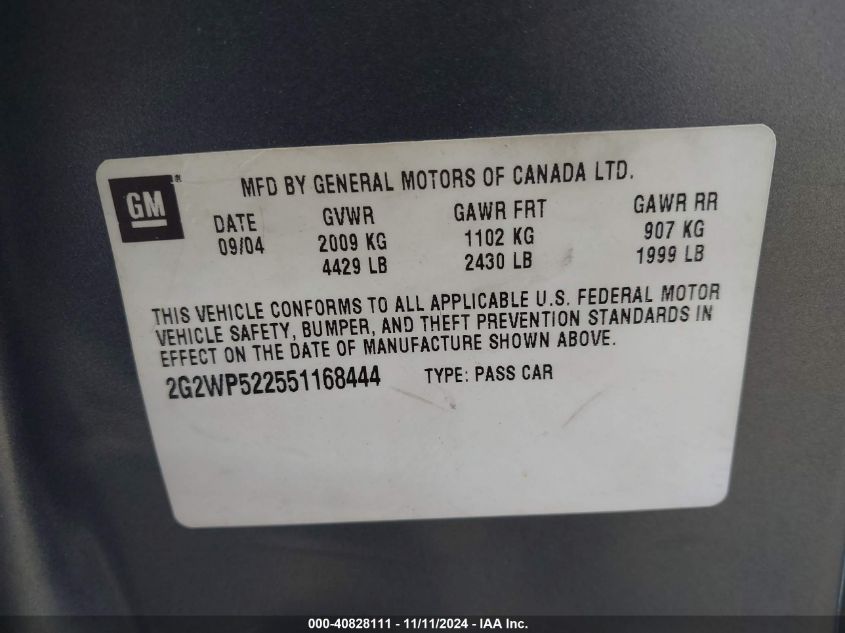 GM
MFD BY GENERAL MOTORS OF CANADA LTD.
DATE GVWR GAWR FRT GAWR RR
09/04 2009 KG 1102 KG 907 KG
4429 LB 2430 LB 1999 LB
THIS VEHICLE CONFORMS TO ALL APPLICABLE U.S. FEDERAL MOTOR
VEHICLE SAFETY, BUMPER, AND THEFT PREVENTION STANDARDS IN
EFFECT ON THE DATE OF MANUFACTURE SHOWN ABOVE.
2G2WP522551168444 TYPE: PASS CAR
000-40828111 - 11/11/2024 - IAA Inc.